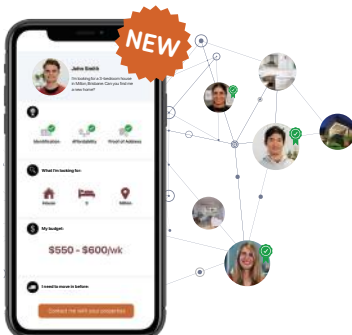 NEW
John Smith
I'm looking for a 3-bedroom house
in Milton, Brisbane Can you find me
a new home?
Identification
Affordability
Proof of Address
What I'm looking for:
House
Milton
My budget:
$550 - $600/wk
I need to move in before:
Contact me with your properties